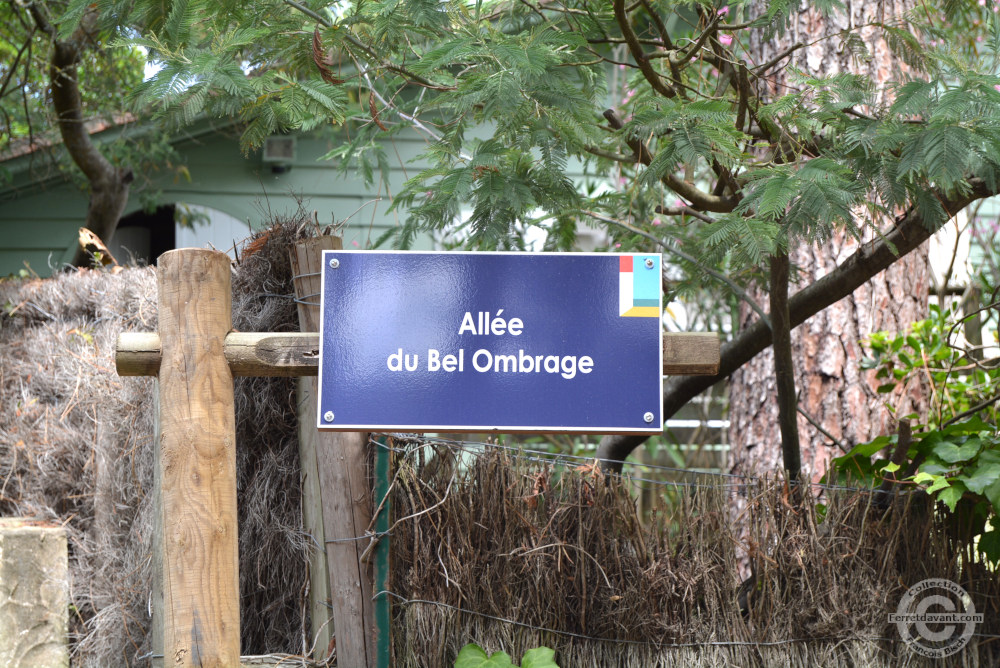 Allée
du Bel Ombrage
Collection
C
Ferretdavant.com